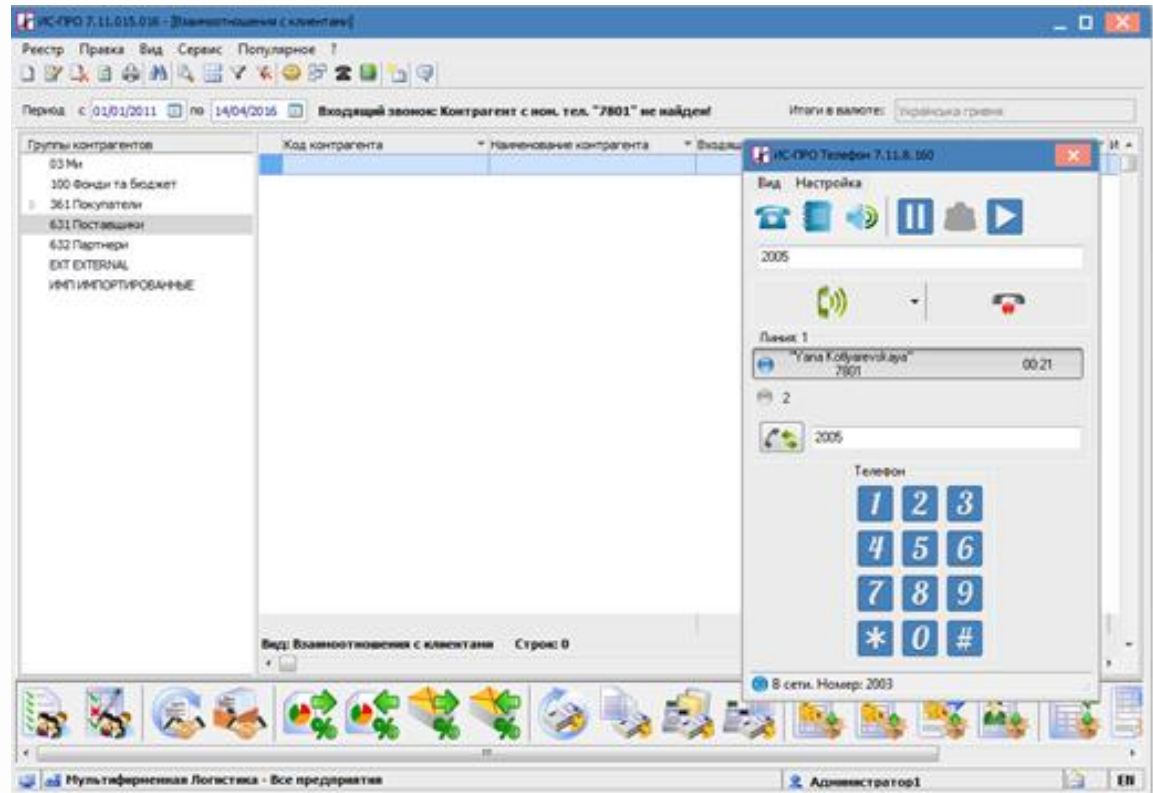 ИС-ПРО 7.11.015.016 - [Взаимоотношения с клиентами]
Реестр Правка Вид Сервис Популярное ?
Период с 01/01/2011 по 14/04/2016 Входящий звонок: Контрагент с ном. тел. "7801" не найден! Итоги в валюте: Українська гривня
Группы контрагентов
03 Ми
100 Фонди та бюджет
361 Покупатели
631 Поставщики
632 Партнери
EXT EXTERNAL
ИМП ИМПОРТИРОВАННЫЕ
Код контрагента Наименование контрагента
Вид: Взаимоотношения с клиентами Строк: 0
ИС-ПРО Телефон 7.11.8.160
Вид Настройка
2005
Линия: 1
"Yana Kotlyarevskaya" 00:21
7801
2
2005
Телефон
1 2 3
4 5 6
7 8 9
* 0 #
В сети. Номер: 2003
Мультифирменная Логистика - Все предприятия Администратор1 EN